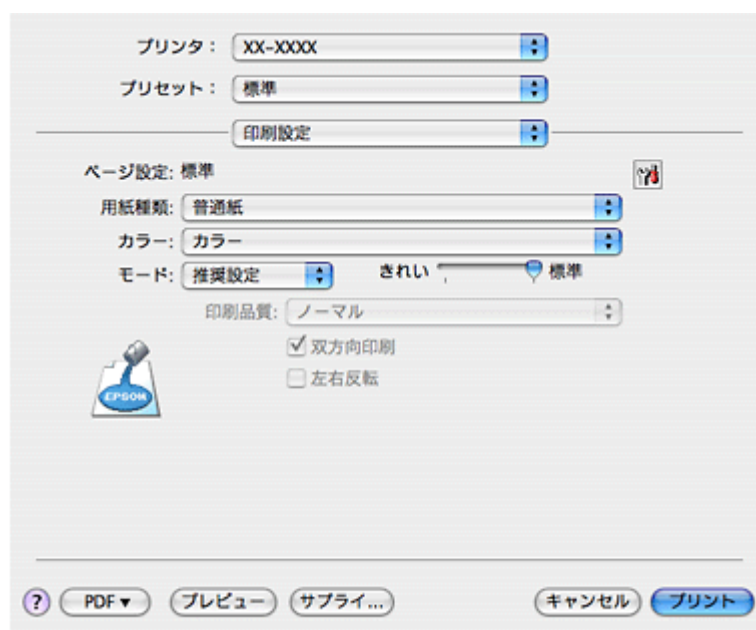 プリンタ： XX-XXXX
プリセット： 標準
印刷設定
ページ設定: 標準
用紙種類: 普通紙
カラー: カラー
モード: 推奨設定 きれい 標準
印刷品質: ノーマル
双方向印刷
左右反転
EPSON
? PDF▼ プレビュー サプライ... キャンセル プリント